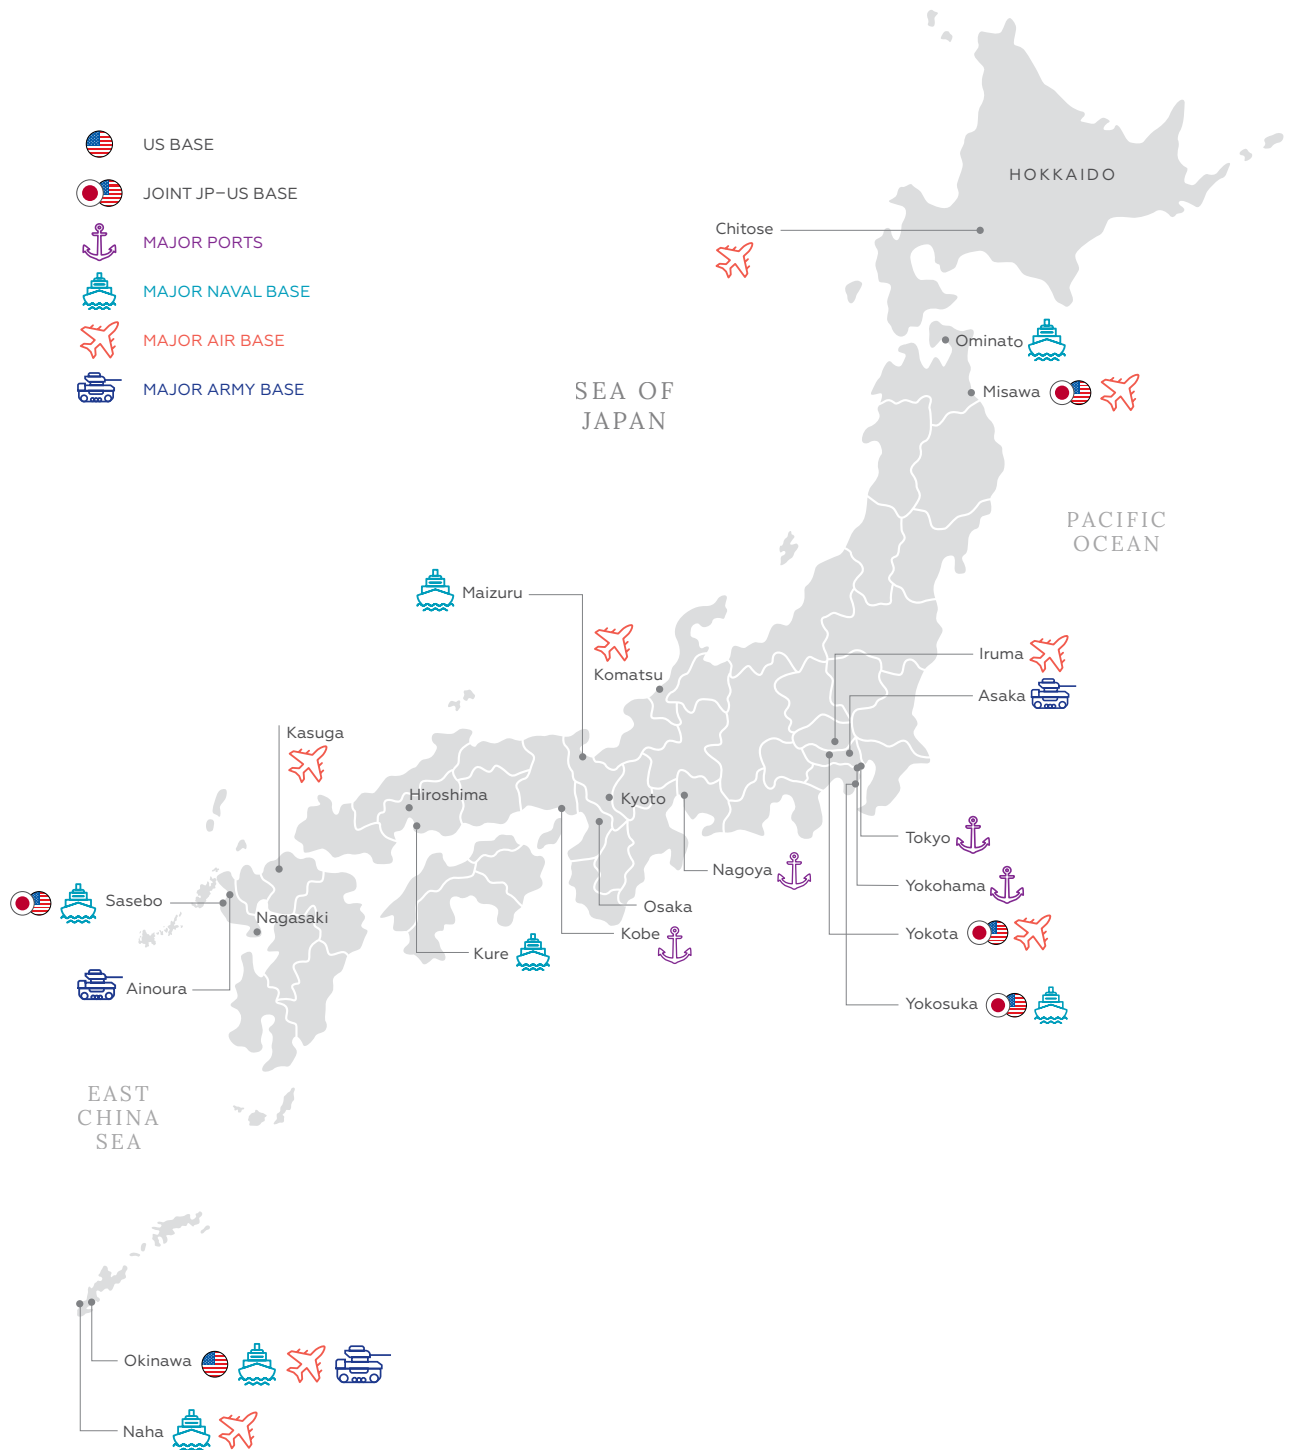 US BASE
JOINT JP–US BASE
MAJOR PORTS
MAJOR NAVAL BASE
MAJOR AIR BASE
MAJOR ARMY BASE
HOKKAIDO
Chitose
Ominato
Misawa
SEA OF
JAPAN
PACIFIC
OCEAN
Maizuru
Komatsu
Iruma
Asaka
Kasuga
Hiroshima
Kyoto
Tokyo
Nagoya
Yokohama
Sasebo
Osaka
Nagasaki
Kobe
Yokota
Kure
Ainoura
Yokosuka
EAST
CHINA
SEA
Okinawa
Naha